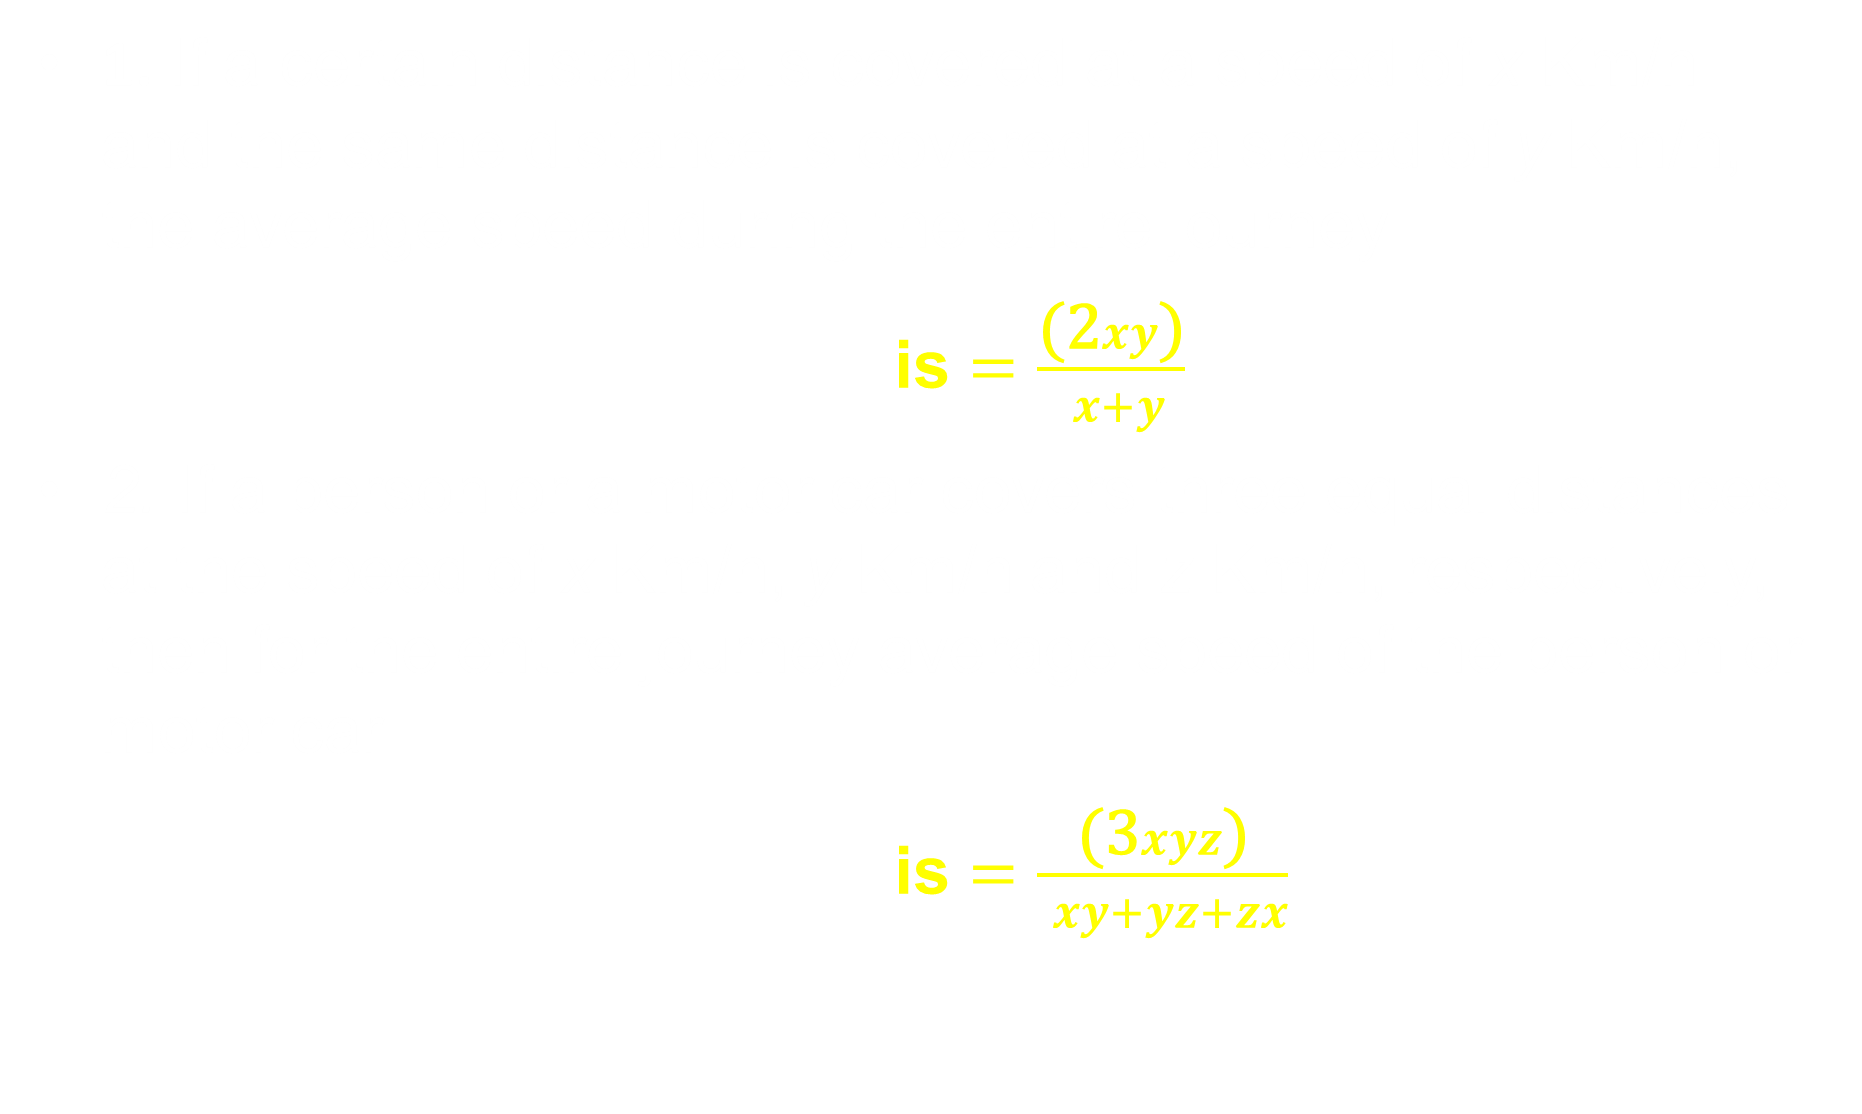 is = (2xy)/(x+y)
is = (3xyz)/(xy+yz+zx)